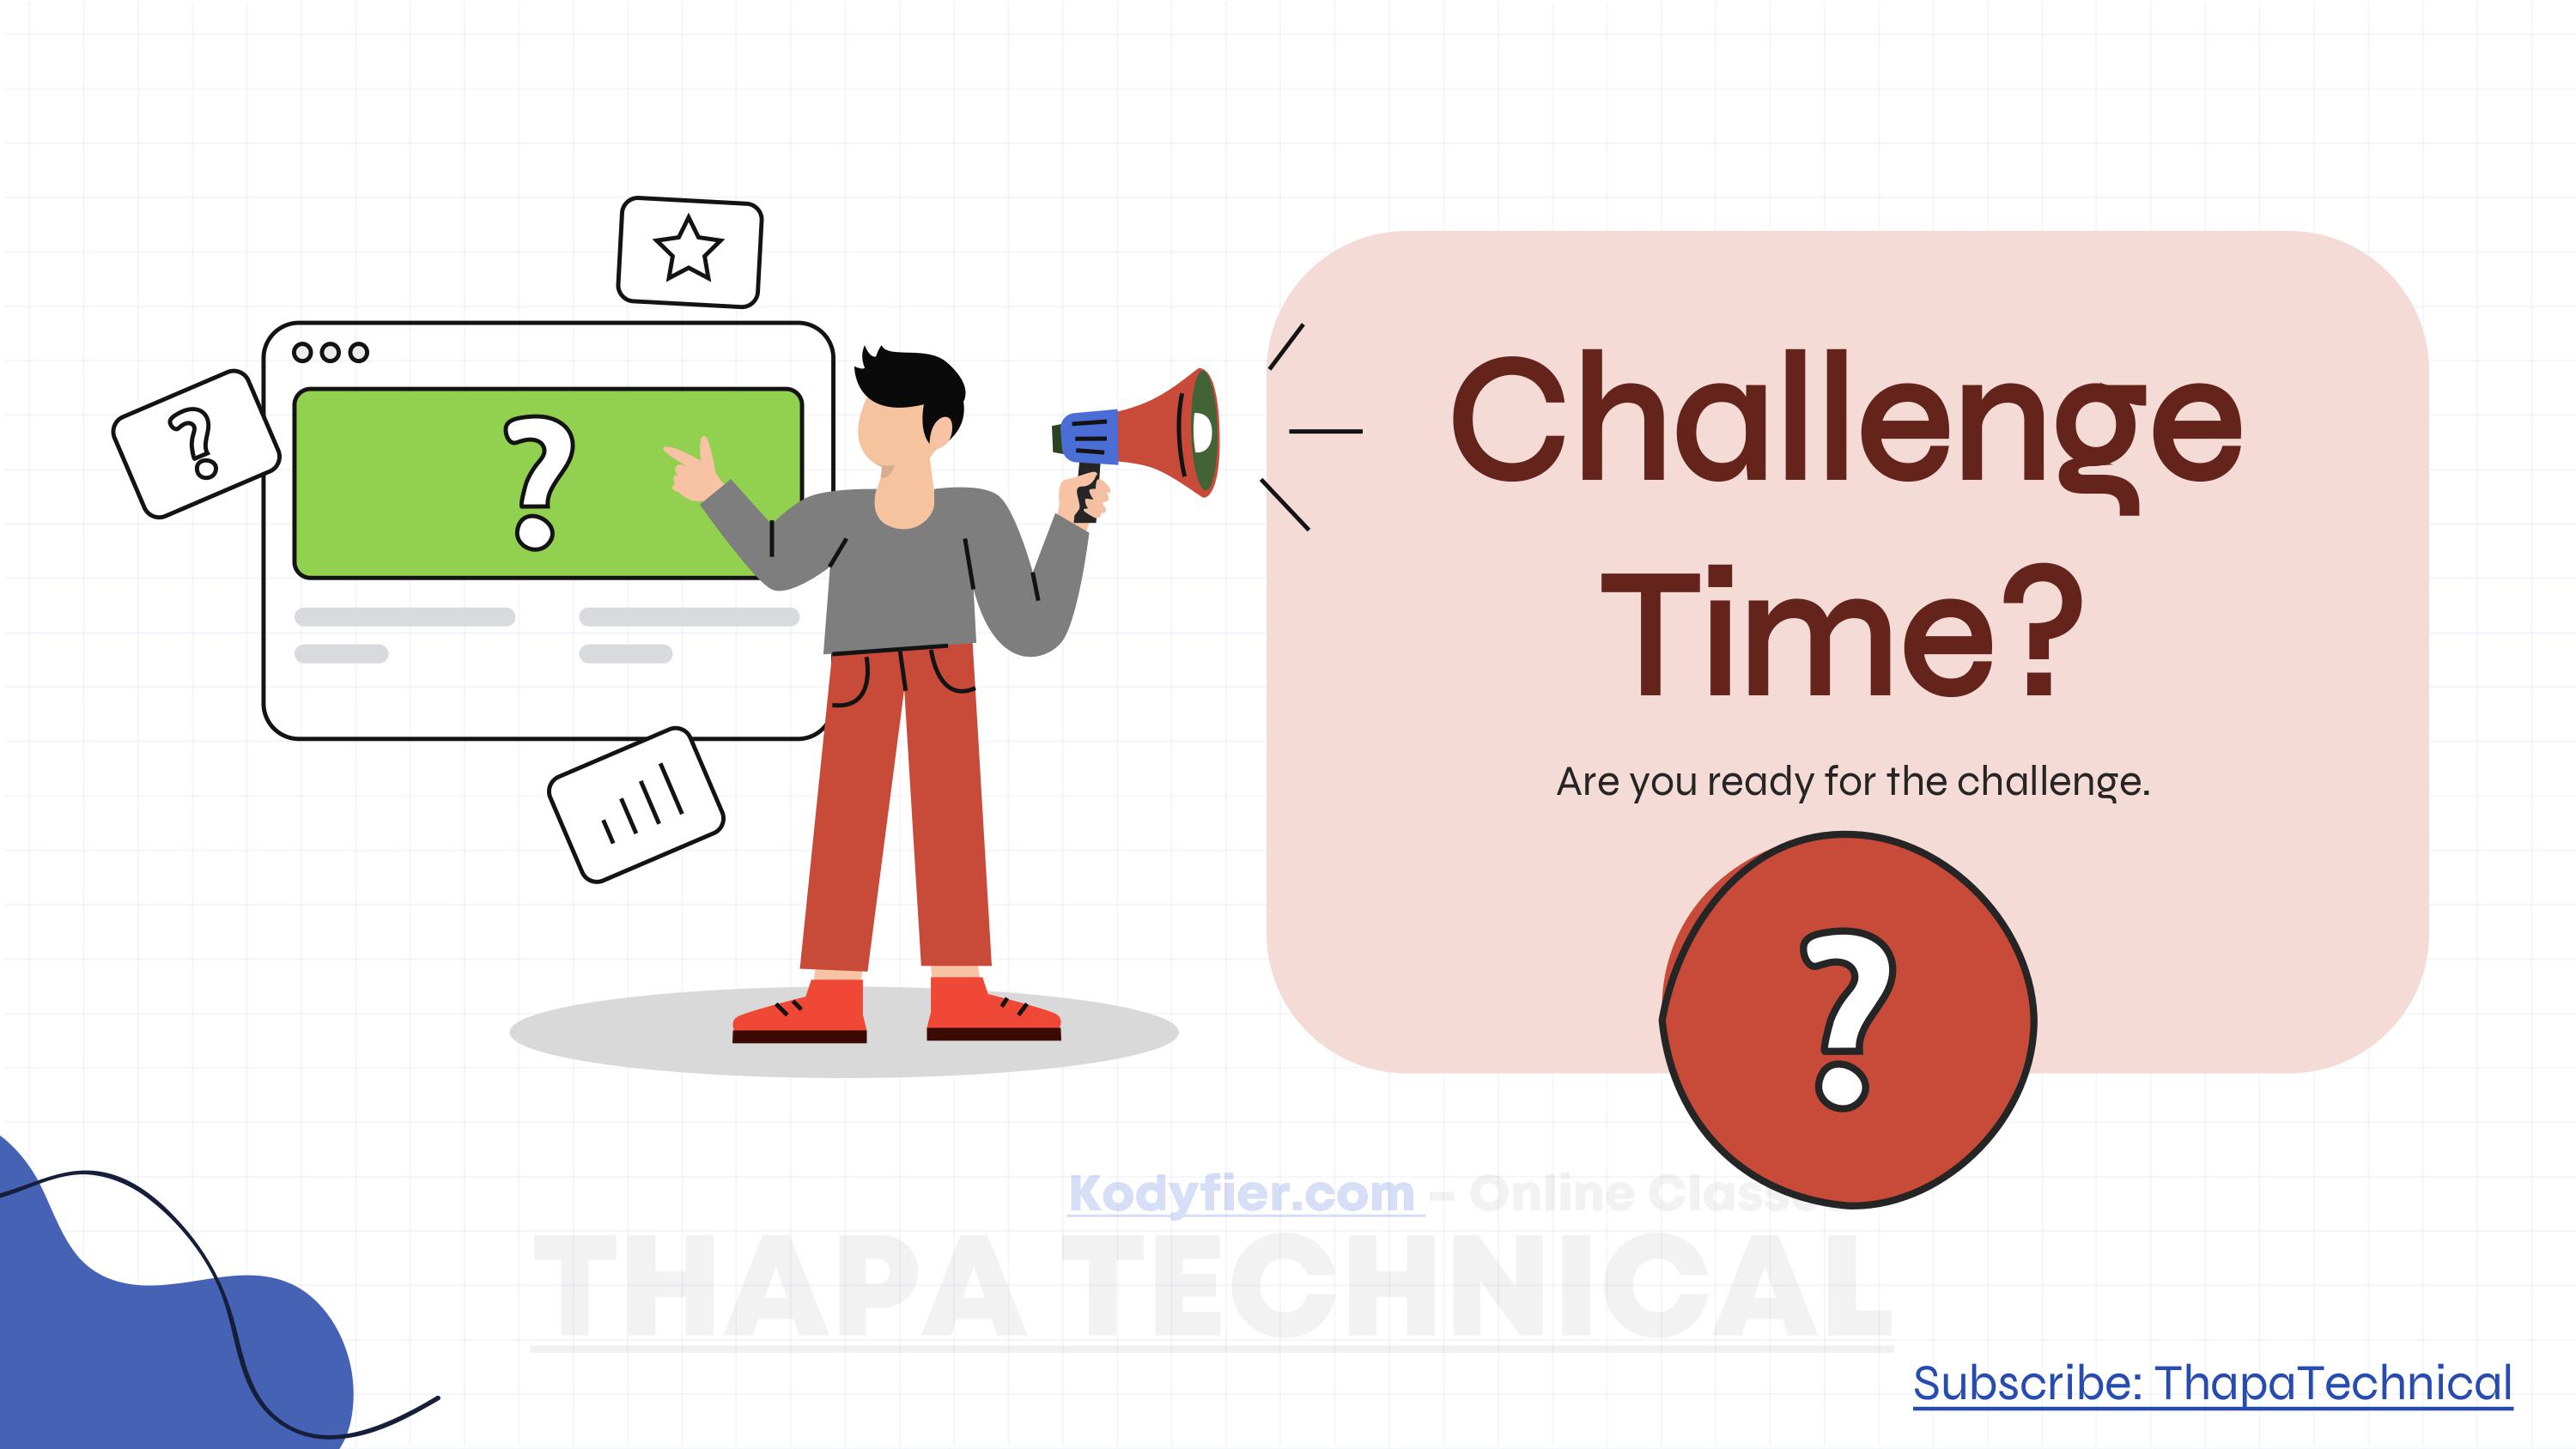 ?
?
Challenge
Time?
Are you ready for the challenge.
?
Kodyfier.com - Online Class
THAPA TECHNICAL
Subscribe: ThapaTechnical